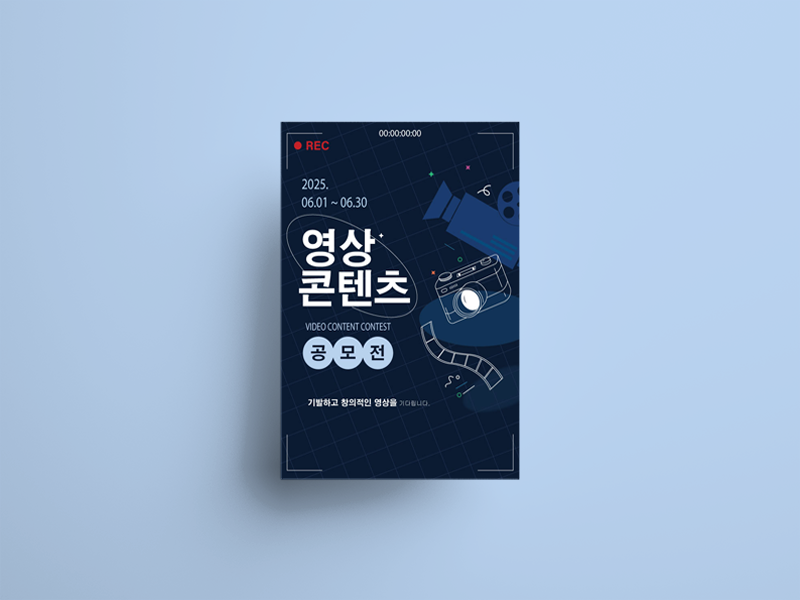 00:00:00:00
REC
2025.
06.01 ~ 06.30
영상
콘텐츠
VIDEO CONTENT CONTEST
공모전
기발하고 창의적인 영상을 기다립니다.